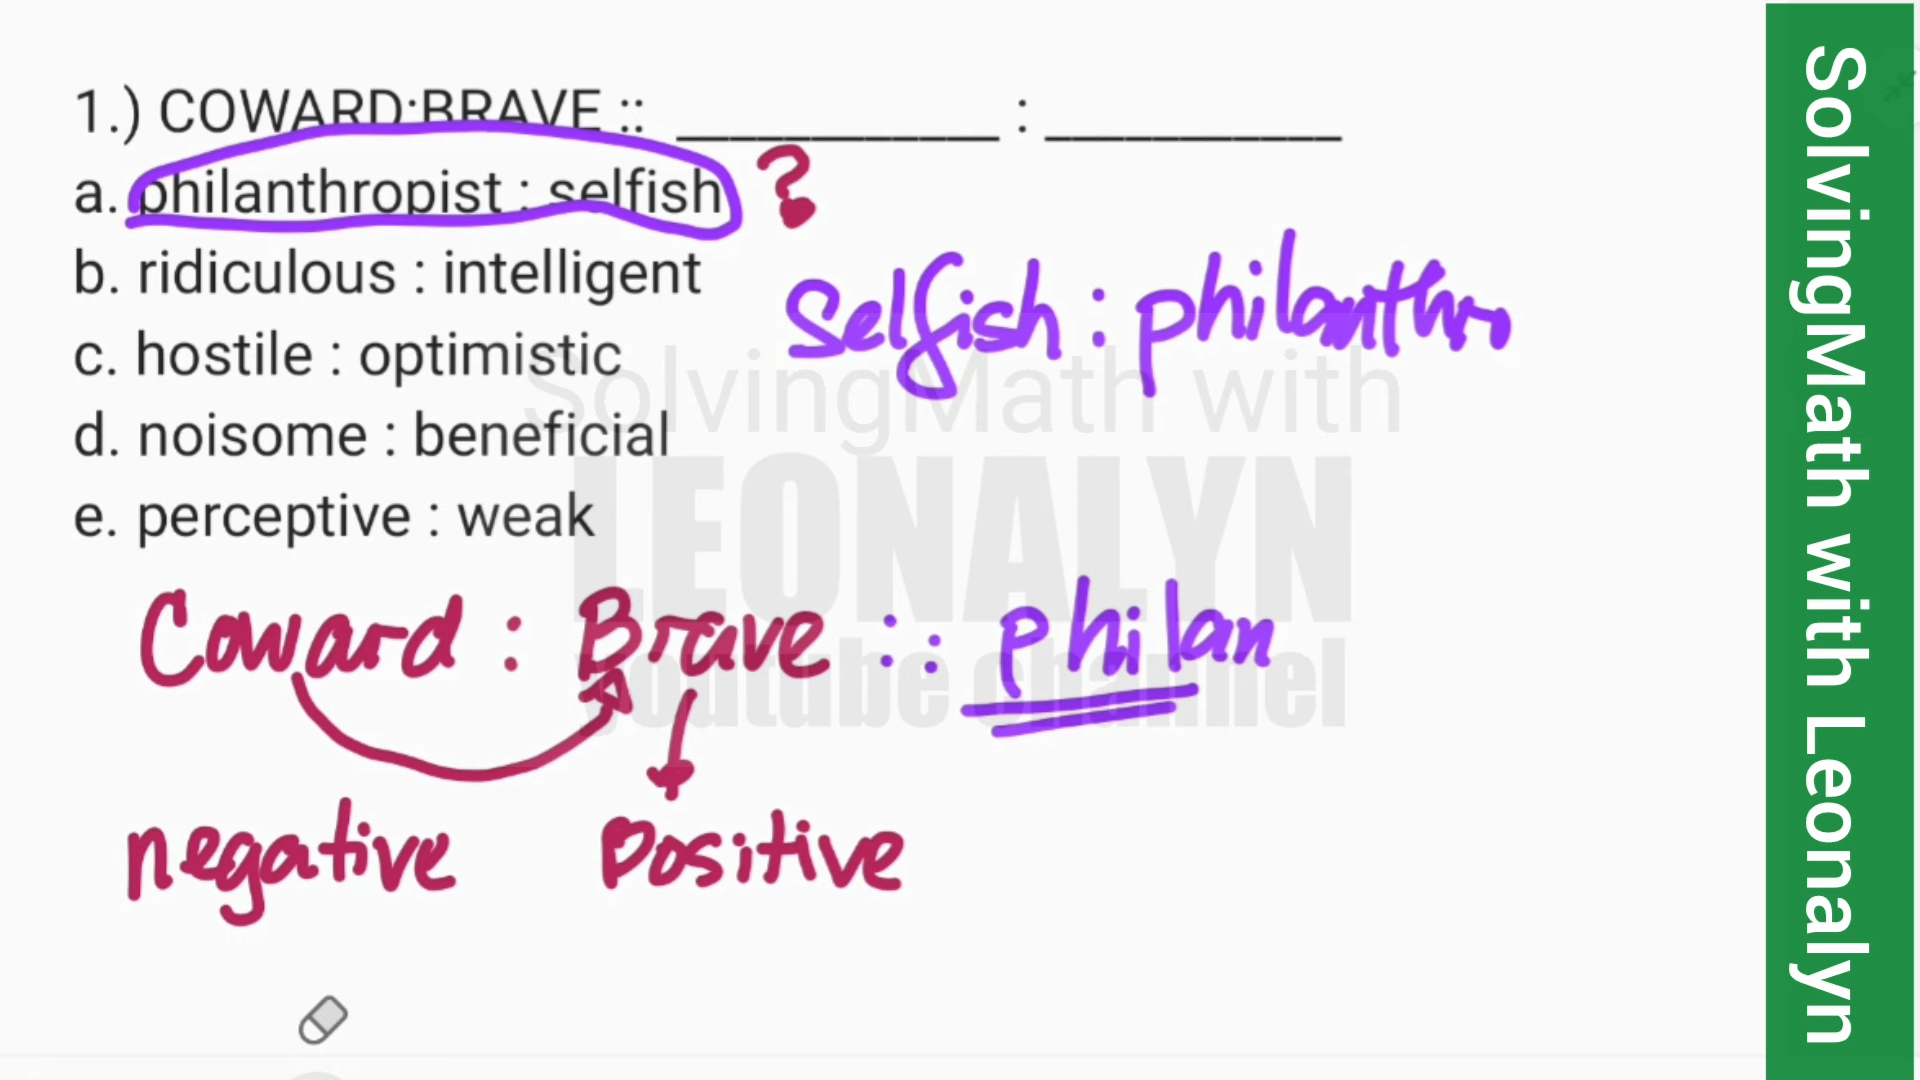 1.) COWARD:BRAVE :: ____________ : ___________
a. philanthropist : selfish ?
b. ridiculous : intelligent
Selfish : philanthro
c. hostile : optimistic
d. noisome : beneficial
e. perceptive : weak
SolvingMath with
LEONALYN
Youtube channel
Coward : Brave :: philan
negative positive
SolvingMath with Leonalyn